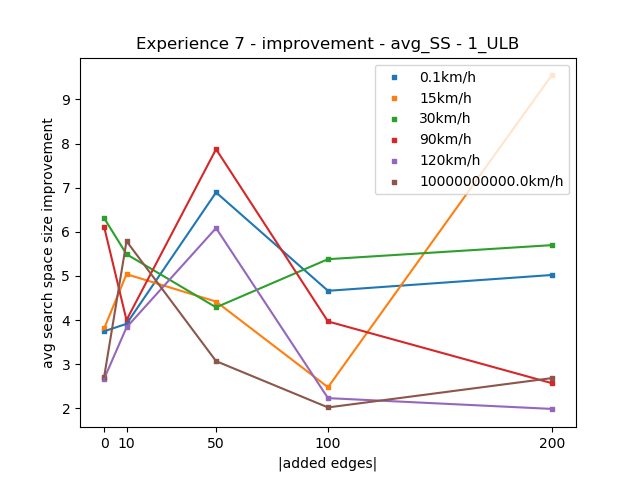 Experience 7 - improvement - avg_SS - 1_ULB
avg search space size improvement
9
8
7
6
5
4
3
2
0.1km/h
15km/h
30km/h
90km/h
120km/h
10000000000.0km/h
0 10 50 100 200
|added edges|